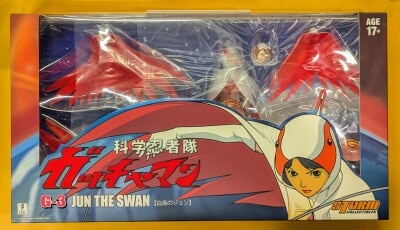 AGE
17+
科学忍者隊
ガッチャマン
G-3 JUN THE SWAN【白鳥のジュン】
STORM
COLLECTIBLES